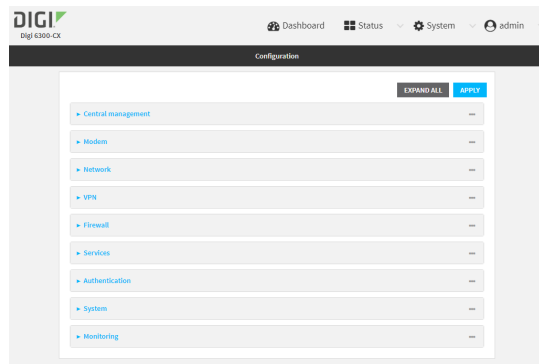 DIGI
Digi 6300-CX
Dashboard Status System admin
Configuration
EXPAND ALL APPLY
Central management
Modem
Network
VPN
Firewall
Services
Authentication
System
Monitoring